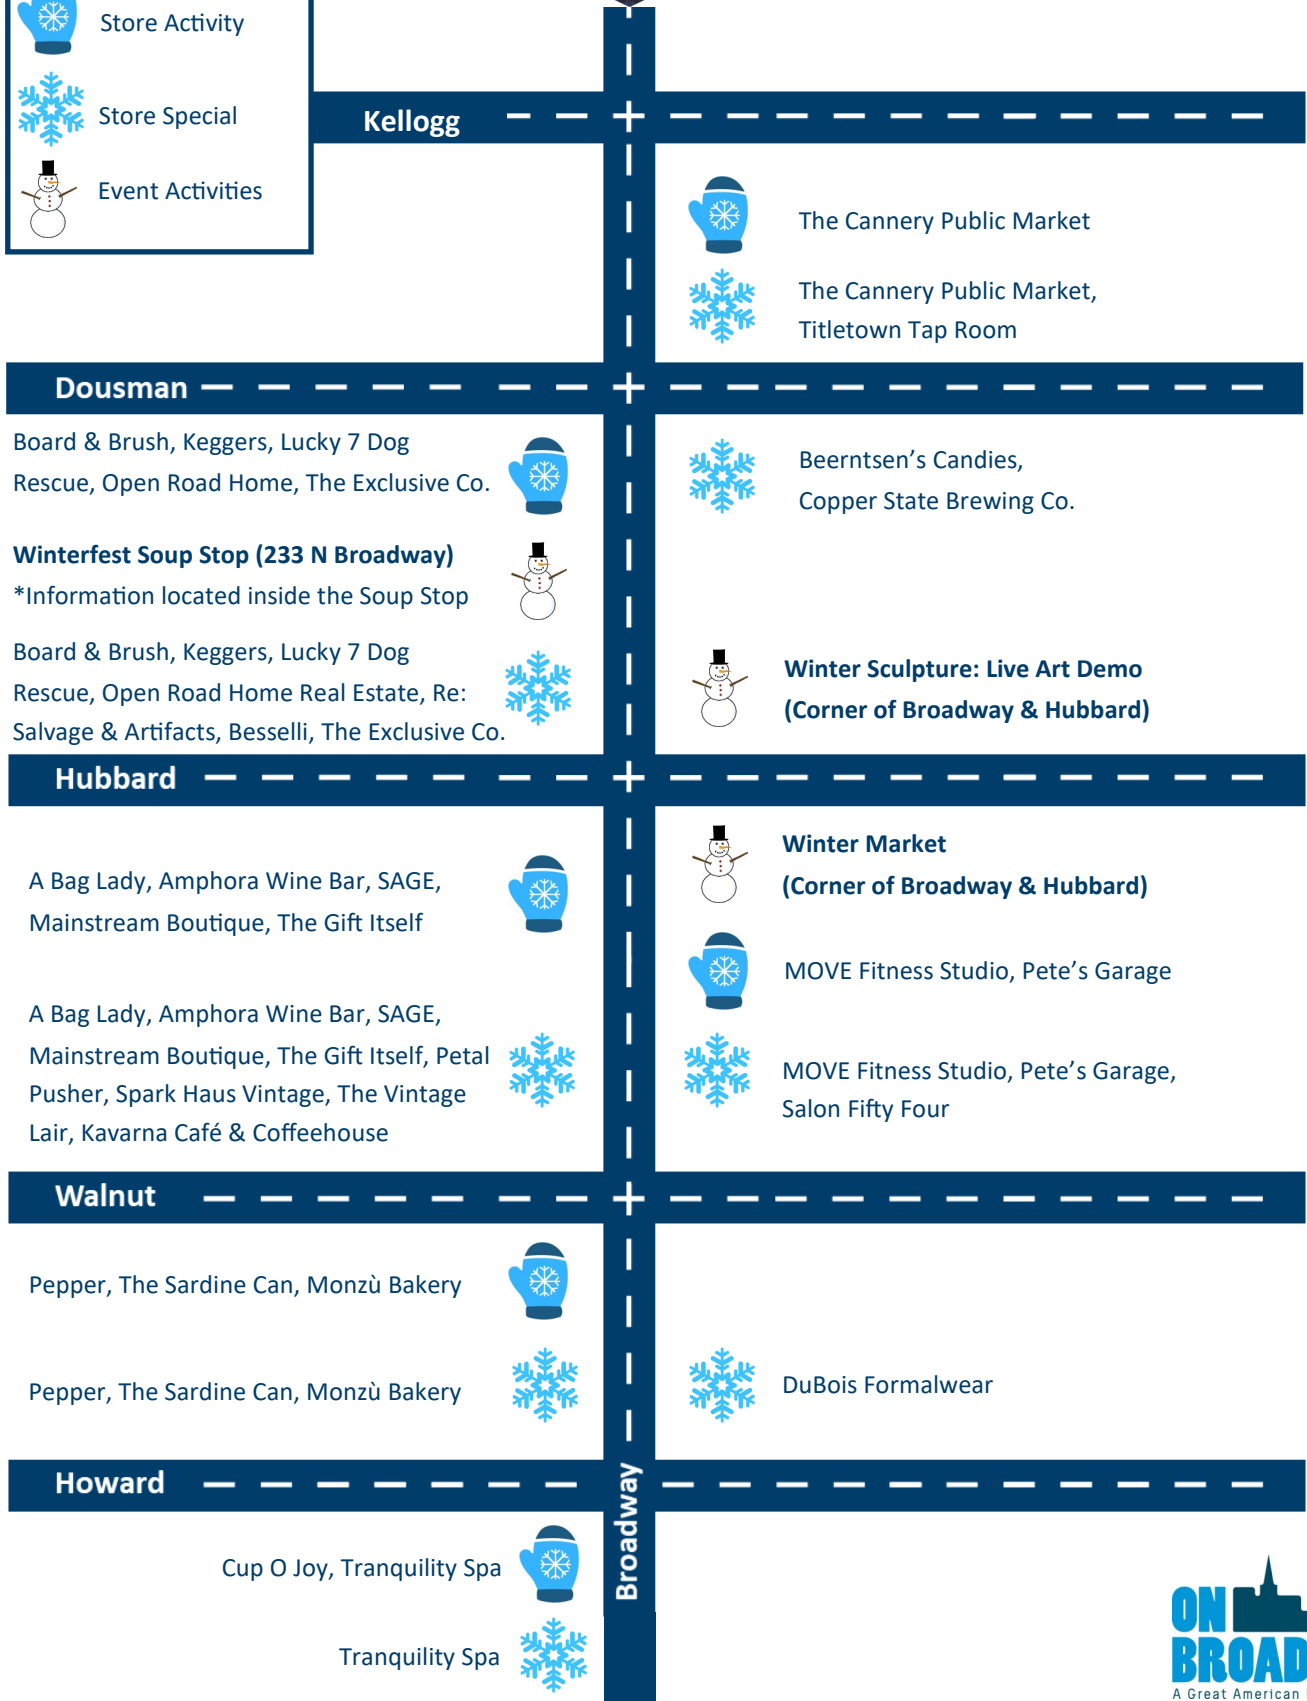 Store Activity
Store Special
Event Activities
Kellogg
The Cannery Public Market
The Cannery Public Market,
Titletown Tap Room
Dousman
Board & Brush, Keggers, Lucky 7 Dog
Rescue, Open Road Home, The Exclusive Co.
Winterfest Soup Stop (233 N Broadway)
*Information located inside the Soup Stop
Board & Brush, Keggers, Lucky 7 Dog
Rescue, Open Road Home Real Estate, Re:
Salvage & Artifacts, Besselli, The Exclusive Co.
Beerntsen's Candies,
Copper State Brewing Co.
Winter Sculpture: Live Art Demo
(Corner of Broadway & Hubbard)
Hubbard
A Bag Lady, Amphora Wine Bar, SAGE,
Mainstream Boutique, The Gift Itself
A Bag Lady, Amphora Wine Bar, SAGE,
Mainstream Boutique, The Gift Itself, Petal
Pusher, Spark Haus Vintage, The Vintage
Lair, Kavarna Café & Coffeehouse
Winter Market
(Corner of Broadway & Hubbard)
MOVE Fitness Studio, Pete's Garage
MOVE Fitness Studio, Pete's Garage,
Salon Fifty Four
Walnut
Pepper, The Sardine Can, Monzù Bakery
Pepper, The Sardine Can, Monzù Bakery
DuBois Formalwear
Howard
Broadway
Cup O Joy, Tranquility Spa
Tranquility Spa
ON
BROAD
A Great American